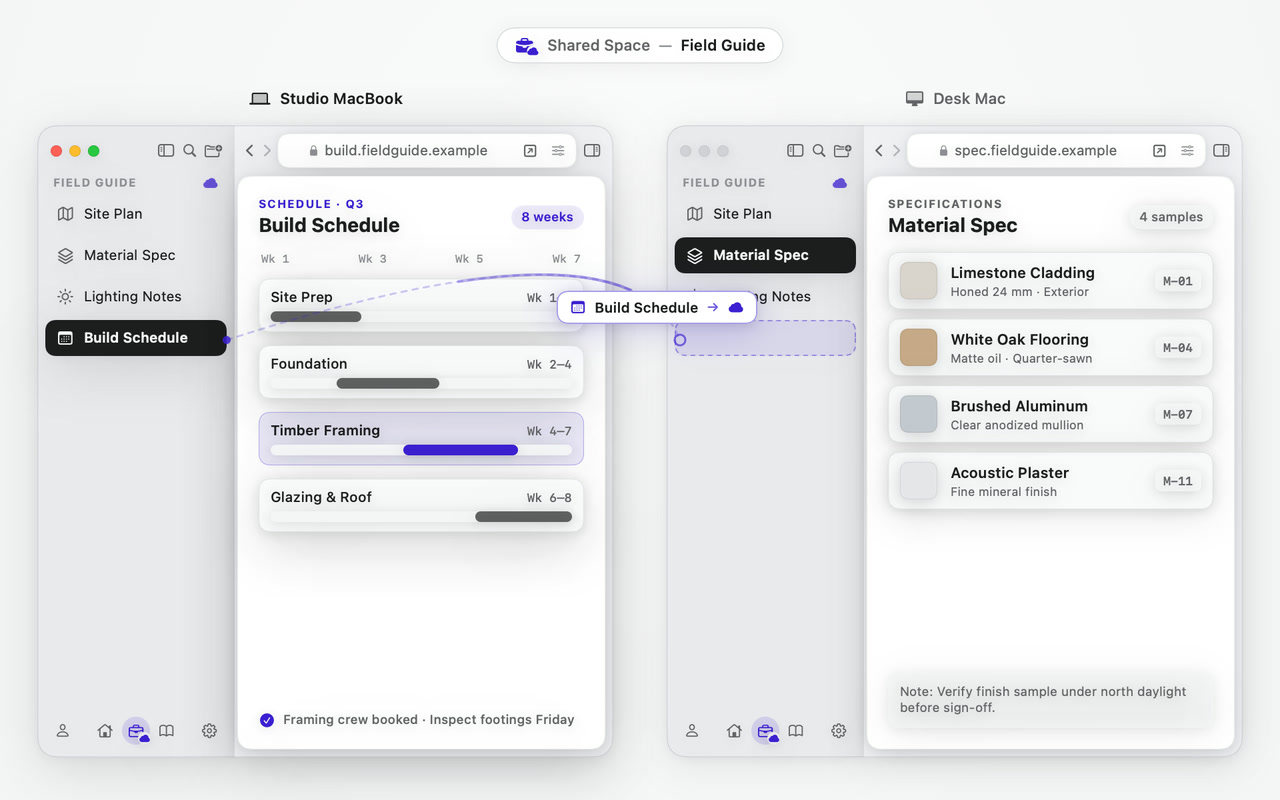 Shared Space — Field Guide
Studio MacBook
FIELD GUIDE
Site Plan
Material Spec
Lighting Notes
Build Schedule
build.fieldguide.example
SCHEDULE · Q3
Build Schedule
8 weeks
Wk 1 Wk 3 Wk 5 Wk 7
Site Prep Wk 1
Foundation Wk 2–4
Timber Framing Wk 4–7
Glazing & Roof Wk 6–8
Framing crew booked · Inspect footings Friday
Build Schedule →
Desk Mac
FIELD GUIDE
Site Plan
Material Spec
Notes
spec.fieldguide.example
SPECIFICATIONS
Material Spec
4 samples
Limestone Cladding
Honed 24 mm · Exterior
M–01
White Oak Flooring
Matte oil · Quarter-sawn
M–04
Brushed Aluminum
Clear anodized mullion
M–07
Acoustic Plaster
Fine mineral finish
M–11
Note: Verify finish sample under north daylight
before sign-off.